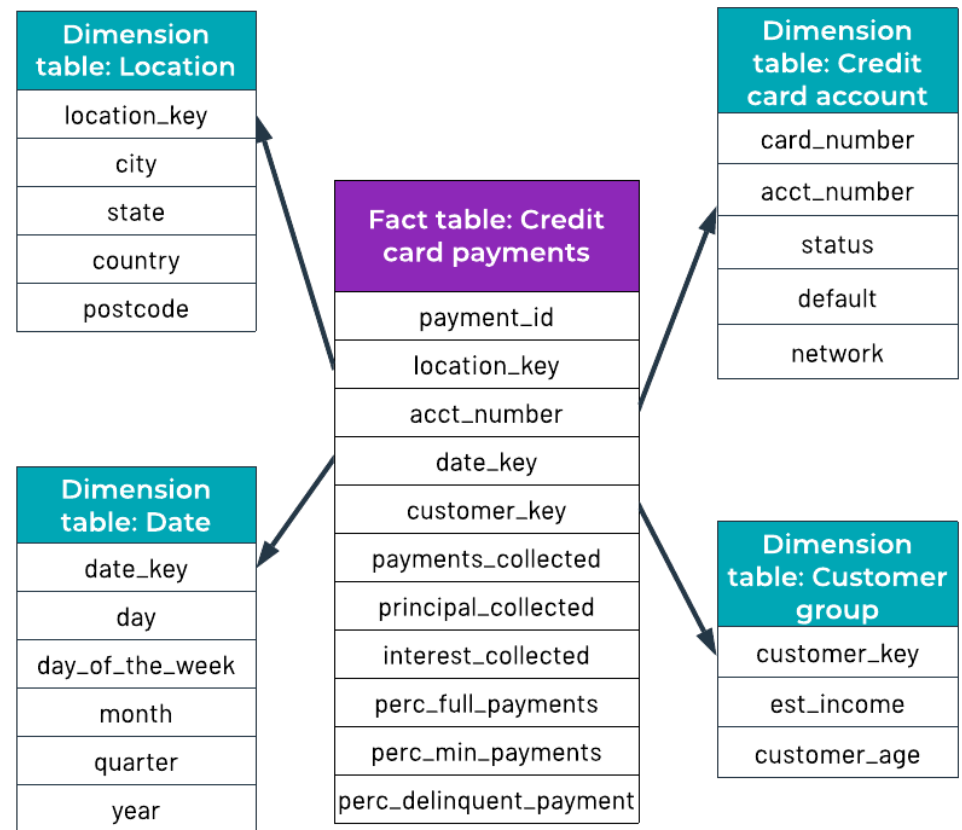 Dimension
table: Location
location_key
city
state
country
postcode
Dimension
table: Credit
card account
card_number
acct_number
status
default
network
Fact table: Credit
card payments
payment_id
location_key
acct_number
date_key
customer_key
payments_collected
principal_collected
interest_collected
perc_full_payments
perc_min_payments
perc_delinquent_payment
Dimension
table: Date
date_key
day
day_of_the_week
month
quarter
year
Dimension
table: Customer
group
customer_key
est_income
customer_age